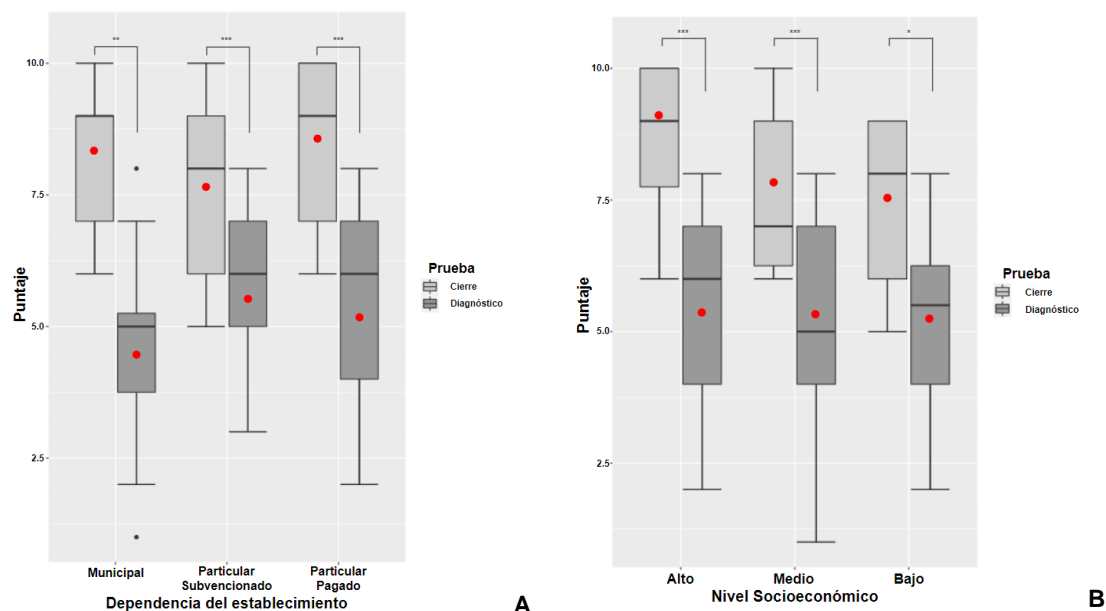 ** *** ***
10.0
7.5
5.0
2.5
Puntaje
Prueba
Cierre
Diagnóstico
Municipal
Particular
Subvencionado
Particular
Pagado
Dependencia del establecimiento
A
*** *** *
10.0
7.5
5.0
2.5
Puntaje
Prueba
Cierre
Diagnóstico
Alto Medio Bajo
Nivel Socioeconómico
B